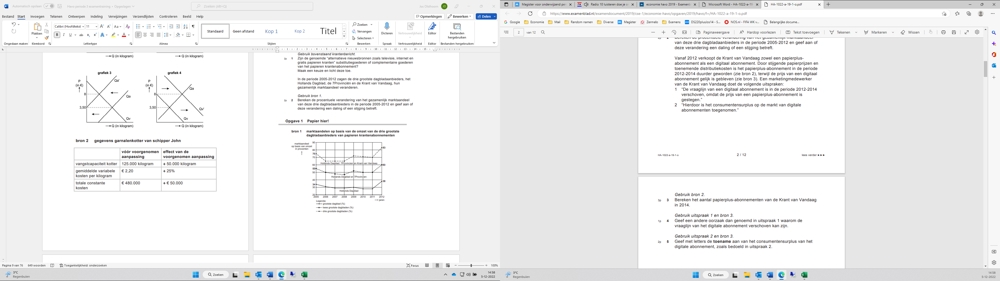 Automatisch opslaan
Havo periode 3 examentraining • Opgeslagen
Zoeken (Alt+Q)
Jos Olsthoorn
JO
Bestand Start Invoegen Tekenen Ontwerpen Indeling Verwijzingen Verzendlijsten Controleren Beeld Help
Opmerkingen Bewerken Delen
Plakken
Calibri (Hoofdtekst 11
Standaard Geen afstand Kop 1 Kop 2 Titel
Zoeken
Vervangen
Selecteren
Dicteren
Vertrouwelijkheid
Editor
Bestanden hergebruiken
Ongedaan maken Klembord Lettertype Alinea Stijlen Bewerken Spraak Vertrouwelijkheid Editor Bestanden hergebruiken
Q (in kilogram) Q (in kilogram)
grafiek 3 grafiek 4
P (in €) 8 3,50 Qa' Qa Qv
P (in €) 8 3,50 Qa Qv' Qv
Q (in kilogram) Q (in kilogram)
bron 2 gegevens garnalenkotter van schipper John
vóór voorgenomen aanpassing effect van de voorgenomen aanpassing
vangstcapaciteit kotter 125.000 kilogram + 50.000 kilogram
gemiddelde variabele kosten per kilogram € 2,20 + 25%
totale constante kosten € 480.000 + € 50.000
Gebruik bovenstaand krantenbericht.
2p 1 Zijn de genoemde “alternatieve nieuwsbronnen zoals televisie, internet en
gratis papieren kranten” substitutiegoederen of complementaire goederen
van het papieren krantenabonnement?
Maak een keuze en licht deze toe.
In de periode 2005-2012 zagen de drie grootste dagbladaanbieders, het
Hollands Dagblad, de 7Provinciën en de Krant van Vandaag, hun
gezamenlijk marktaandeel veranderen.
Gebruik bron 1.
2p 2 Bereken de procentuele verandering van het gezamenlijk marktaandeel
van deze drie dagbladaanbieders in de periode 2005-2012 en geef aan of
deze verandering een daling of een stijging betreft.
Opgave 1 Papier hier!
bron 1 marktaandelen op basis van de omzet van de drie grootste
dagbladaanbieders van papieren krantenabonnementen
marktaandeel
op basis van omzet
in procenten
90
80
75
70
60
55
50
40
34
30
20
83
60
38
Hollands Dagblad, 7Provincien en Krant van Vandaag
Hollands Dagblad en 7Provincien
Hollands Dagblad
2005 2006 2007 2008 2009 2010 2011 2012
jaren
Legenda:
grootste dagblad (%)
twee grootste dagbladen (%)
drie grootste dagbladen (%)
Pagina 9 van 76 649 woorden Toegankelijkheid: onderzoeken
Focus
100%
3°C
Regenbuien
Zoeken
14:58
5-12-2022
Magister voor onderwijzend per
Radio 10 luisteren doe je o
economie havo 2019 - Examenb
Microsoft Word - HA-1022-a-19
HA-1022-a-19-1-o.pdf
https://www.examenblad.nl/examendocument/2019/cse-1/economie-havo/opgaven/2019/havo/f=/HA-1022-a-19-1-o.pdf
Google Economie Mail Random namen Diverse Magister Zermelo Examens DS220plusJos14 - S... NOS.nl - FIFA WK v... Belangrijke docume...
2 van 12
Paginaweergave Hardop voorlezen Tekst toevoegen Tekenen Markeren Wissen
2p 2 Bereken de procentuele verandering van het gezamenlijk marktaandeel
van deze drie dagbladaanbieders in de periode 2005-2012 en geef aan of
deze verandering een daling of een stijging betreft.
Vanaf 2012 verkoopt de Krant van Vandaag zowel een papierplus-
abonnement als een digitaal abonnement. Door stijgende papierprijzen en
toenemende distributiekosten is het papierplus-abonnement in de periode
2012-2014 duurder geworden (zie bron 2), terwijl de prijs van een digitaal
abonnement gelijk is gebleven (zie bron 3). Een marketingmedewerker
van de Krant van Vandaag doet de volgende uitspraken:
1 “De vraaglijn van een digitaal abonnement is in de periode 2012-2014
verschoven, omdat de prijs van een papierplus-abonnement is
gestegen.”
2 “Hierdoor is het consumentensurplus op de markt van digitale
abonnementen toegenomen.”
HA-1022-a-19-1-o 2 / 12 lees verder ►►►
Gebruik bron 2.
3p 3 Bereken het aantal papierplus-abonnementen van de Krant van Vandaag
in 2014.
Gebruik uitspraak 1 en bron 3.
1p 4 Geef een andere oorzaak dan genoemd in uitspraak 1 waarom de
vraaglijn van het digitale abonnement verschoven kan zijn.
Gebruik uitspraak 2 en bron 3.
2p 5 Geef met letters de toename aan van het consumentensurplus van het
digitale abonnement, zoals bedoeld in uitspraak 2.
3°C
Regenbuien
Zoeken
14:58
5-12-2022